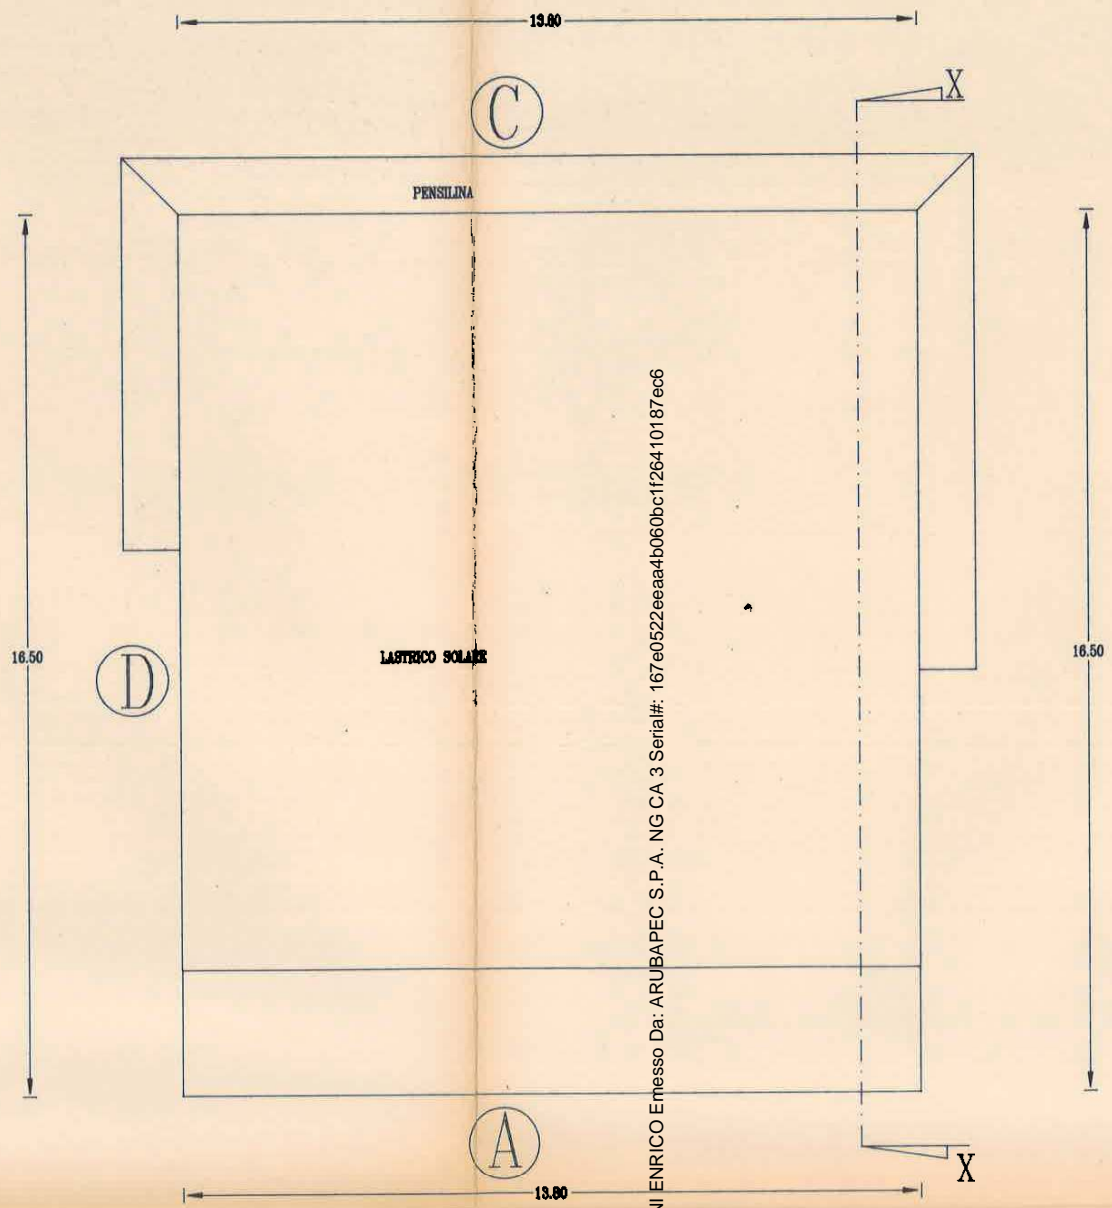 13.80
C
X
PENSILINA
16.50
16.50
LASTRICO SOLARE
D
NI ENRICO Emesso Da: ARUBAPEC S.P.A. NG CA 3 Serial#: 167e0522eeaa4b060bc1f26410187ec6
A
X
13.80